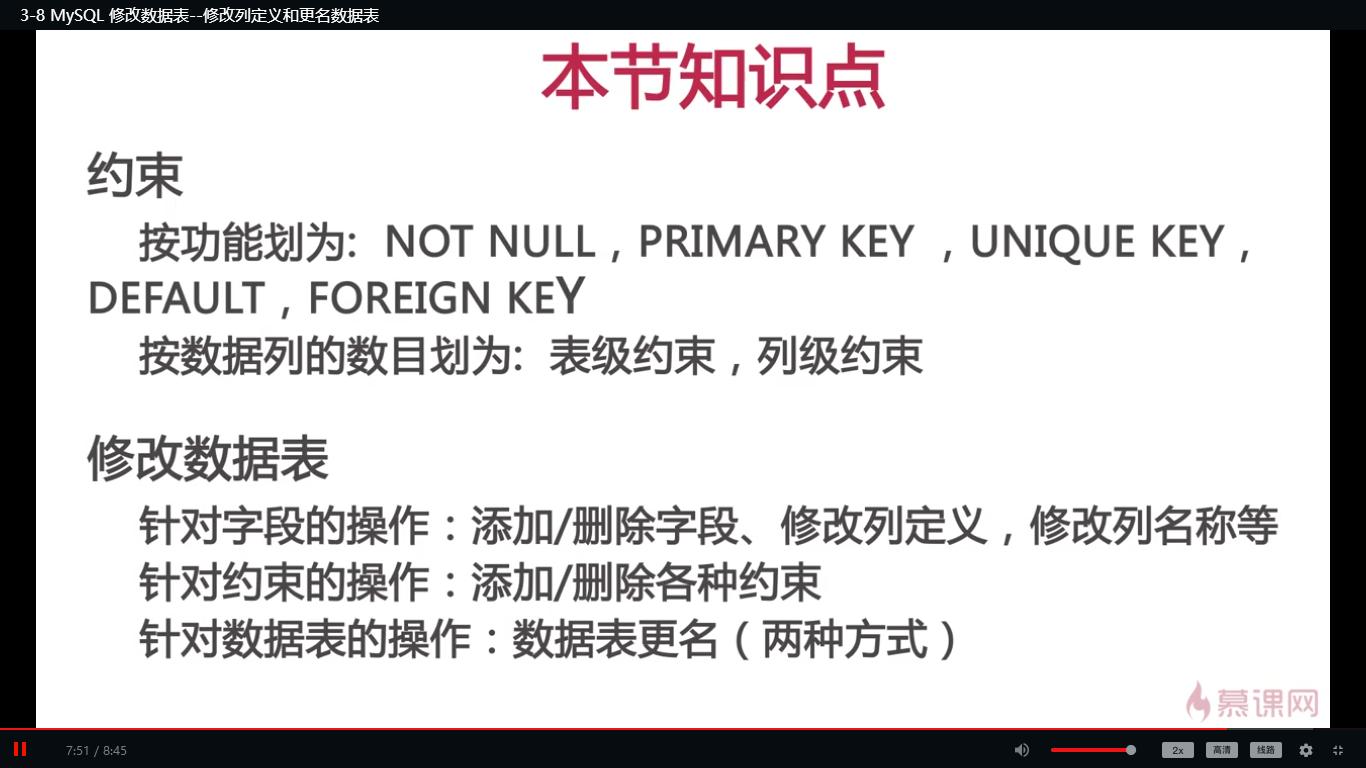 3-8 MySQL 修改数据表--修改列定义和更名数据表
本节知识点
约束
按功能划为: NOT NULL，PRIMARY KEY ，UNIQUE KEY，
DEFAULT，FOREIGN KEY
按数据列的数目划为: 表级约束，列级约束
修改数据表
针对字段的操作：添加/删除字段、修改列定义，修改列名称等
针对约束的操作：添加/删除各种约束
针对数据表的操作：数据表更名（两种方式）
慕课网
7:51 / 8:45
2x
高清
线路